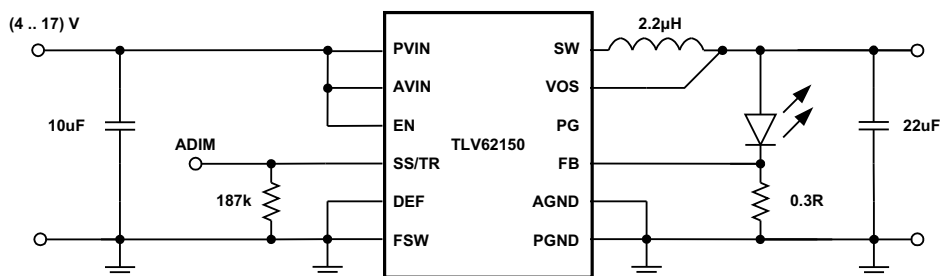 (4 .. 17) V
2.2µH
PVIN
SW
AVIN
VOS
10uF
EN
PG
22uF
ADIM
TLV62150
SS/TR
FB
187k
DEF
AGND
0.3R
FSW
PGND